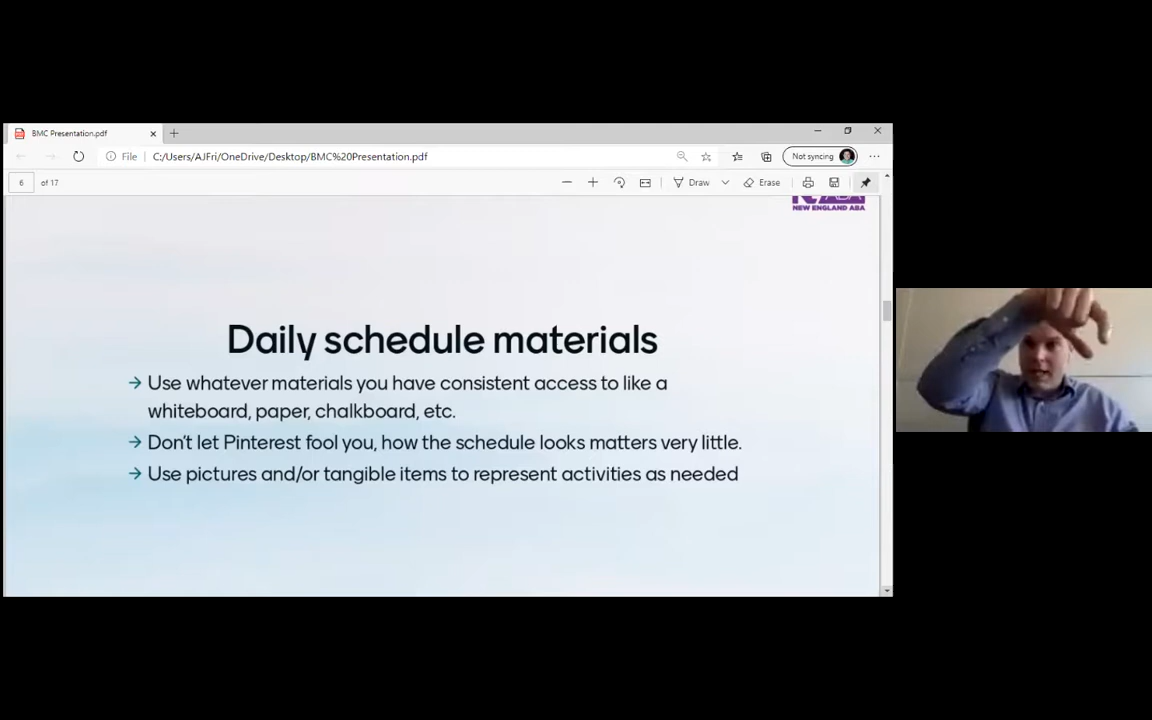 BMC Presentation.pdf
File C:/Users/AJFri/OneDrive/Desktop/BMC%20Presentation.pdf Not syncing
6 of 17 Draw Erase
NEW ENGLAND ABA
Daily schedule materials
→ Use whatever materials you have consistent access to like a
whiteboard, paper, chalkboard, etc.
→ Don't let Pinterest fool you, how the schedule looks matters very little.
→ Use pictures and/or tangible items to represent activities as needed